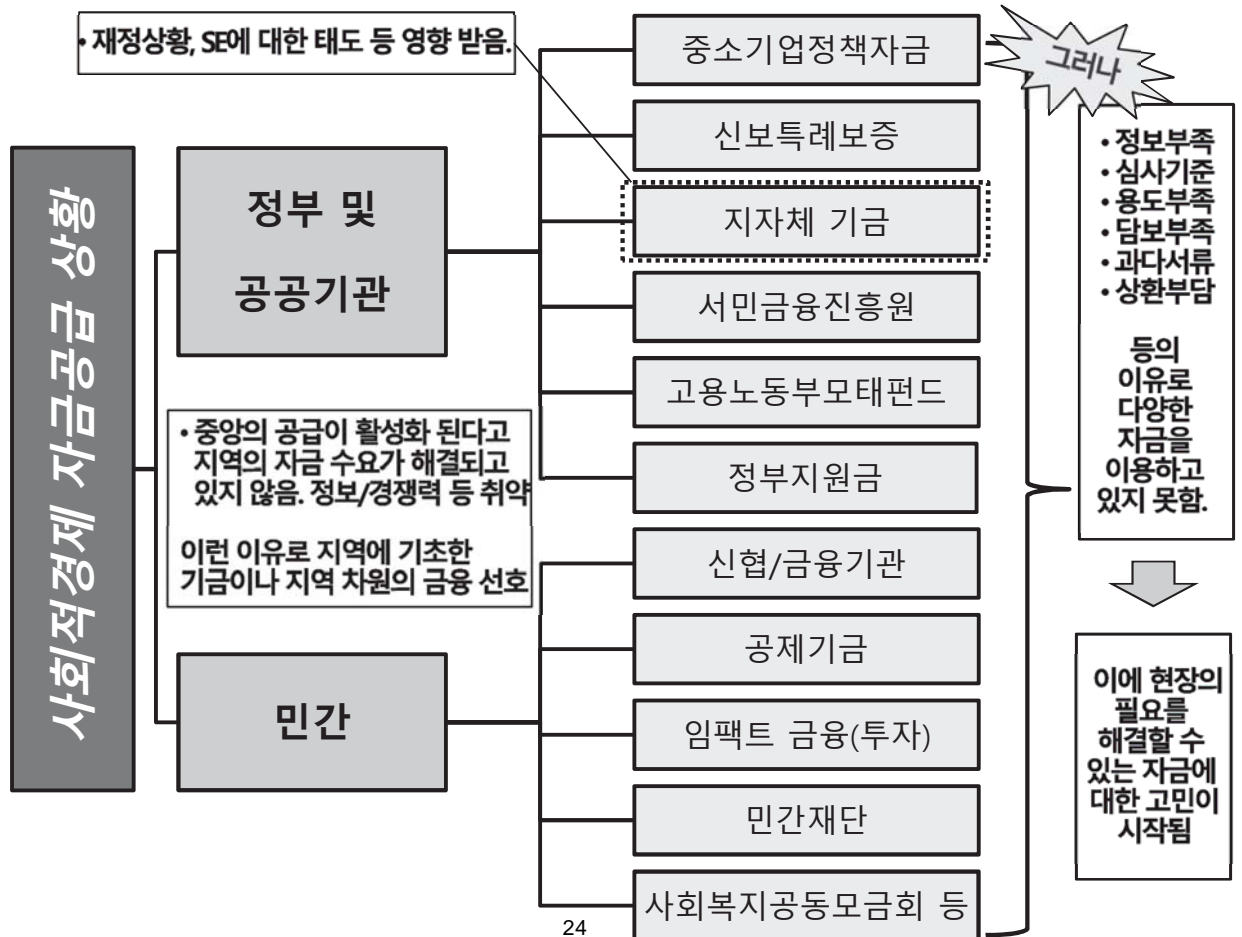 • 재정상황, SE에 대한 태도 등 영향 받음.
사회적경제 자금공급 상황
정부 및
공공기관
• 중앙의 공급이 활성화 된다고
지역의 자금 수요가 해결되고
있지 않음. 정보/경쟁력 등 취약
이런 이유로 지역에 기초한
기금이나 지역 차원의 금융 선호
민간
중소기업정책자금
신보특례보증
지자체 기금
서민금융진흥원
고용노동부모태펀드
정부지원금
신협/금융기관
공제기금
임팩트 금융(투자)
민간재단
사회복지공동모금회 등
그러나
• 정보부족
• 심사기준
• 용도부족
• 담보부족
• 과다서류
• 상환부담
등의
이유로
다양한
자금을
이용하고
있지 못함.
이에 현장의
필요를
해결할 수
있는 자금에
대한 고민이
시작됨
24